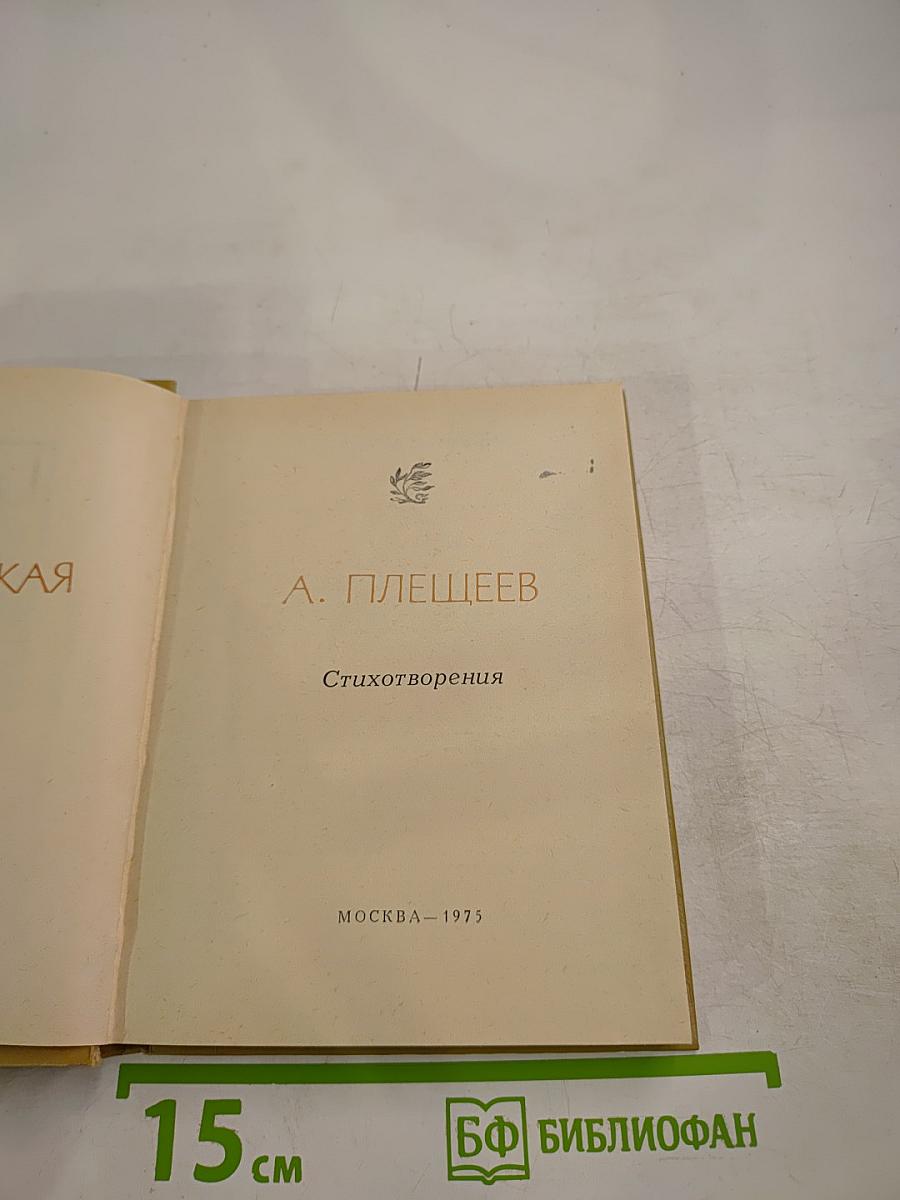 КАЯ
А. ПЛЕЩЕЕВ
Стихотворения
МОСКВА—1975
15 см
БФ БИБЛИОФАН